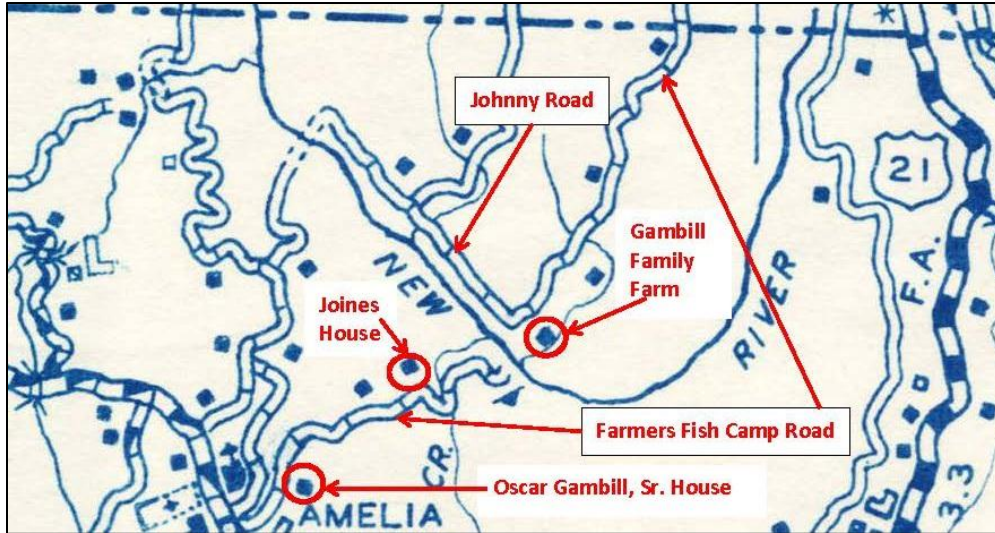 Johnny Road
21
Gambill
Family
Farm
F.A.
NEW
RIVER
Joines
House
Farmers Fish Camp Road
CR.
Oscar Gambill, Sr. House
3.3
AMELIA